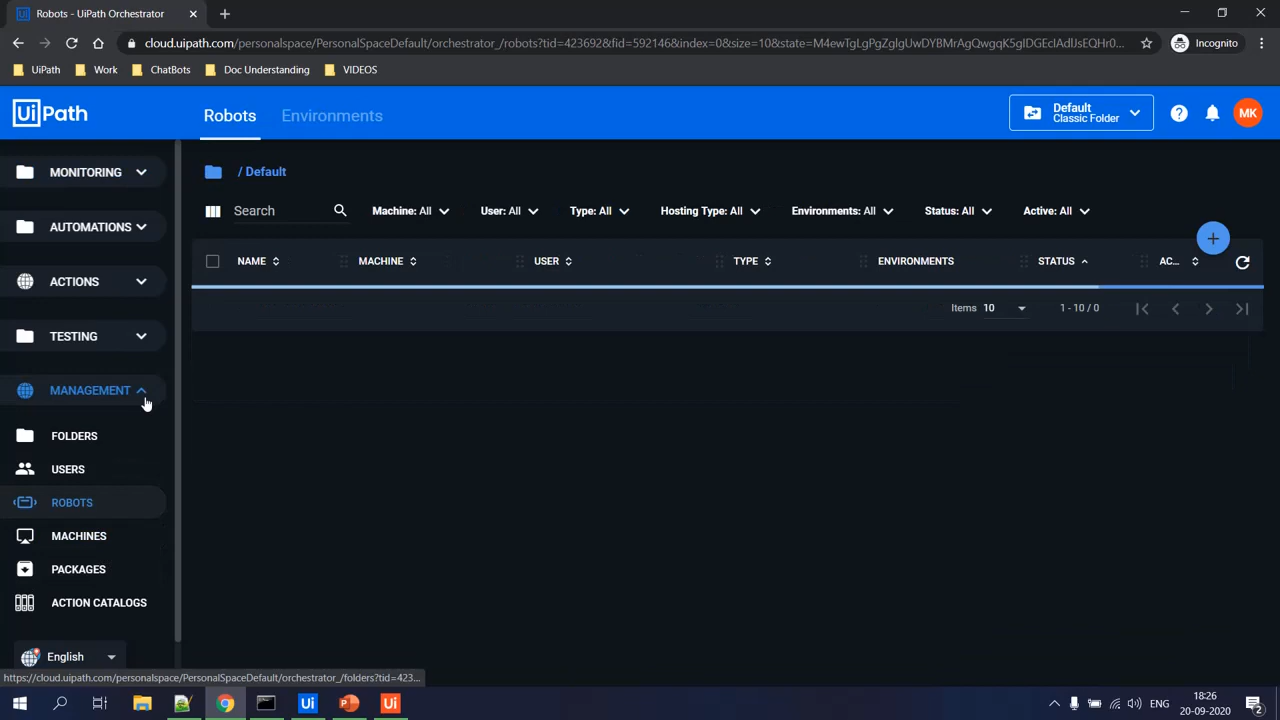 Robots - UiPath Orchestrator
cloud.uipath.com/personalspace/PersonalSpaceDefault/orchestrator_/robots?tid=423692&fid=592146&index=0&size=10&state=
Incognito
UiPath
Work
ChatBots
Doc Understanding
VIDEOS
UiPath
Robots
Environments
Default
Classic Folder
MK
MONITORING
AUTOMATIONS
ACTIONS
TESTING
MANAGEMENT
FOLDERS
USERS
ROBOTS
MACHINES
PACKAGES
ACTION CATALOGS
English
/ Default
Search
Machine: All
User: All
Type: All
Hosting Type: All
Environments: All
Status: All
Active: All
NAME
MACHINE
USER
TYPE
ENVIRONMENTS
STATUS
AC...
Items 10
1 - 10 / 0
https://cloud.uipath.com/personalspace/PersonalSpaceDefault/orchestrator_/folders?tid=423...
Ui
Ui
ENG
18:26
20-09-2020
2